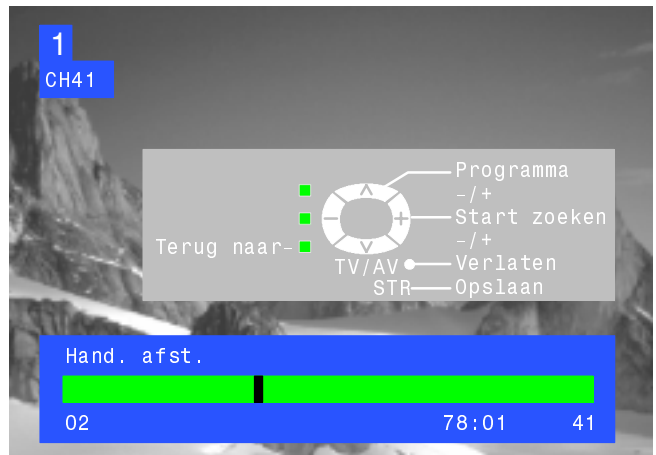 1
CH41
Programma
-/+
Start zoeken
-/+
Terug naar-
TV/AV
Verlaten
STR
Opslaan
Hand. afst.
02 78:01 41